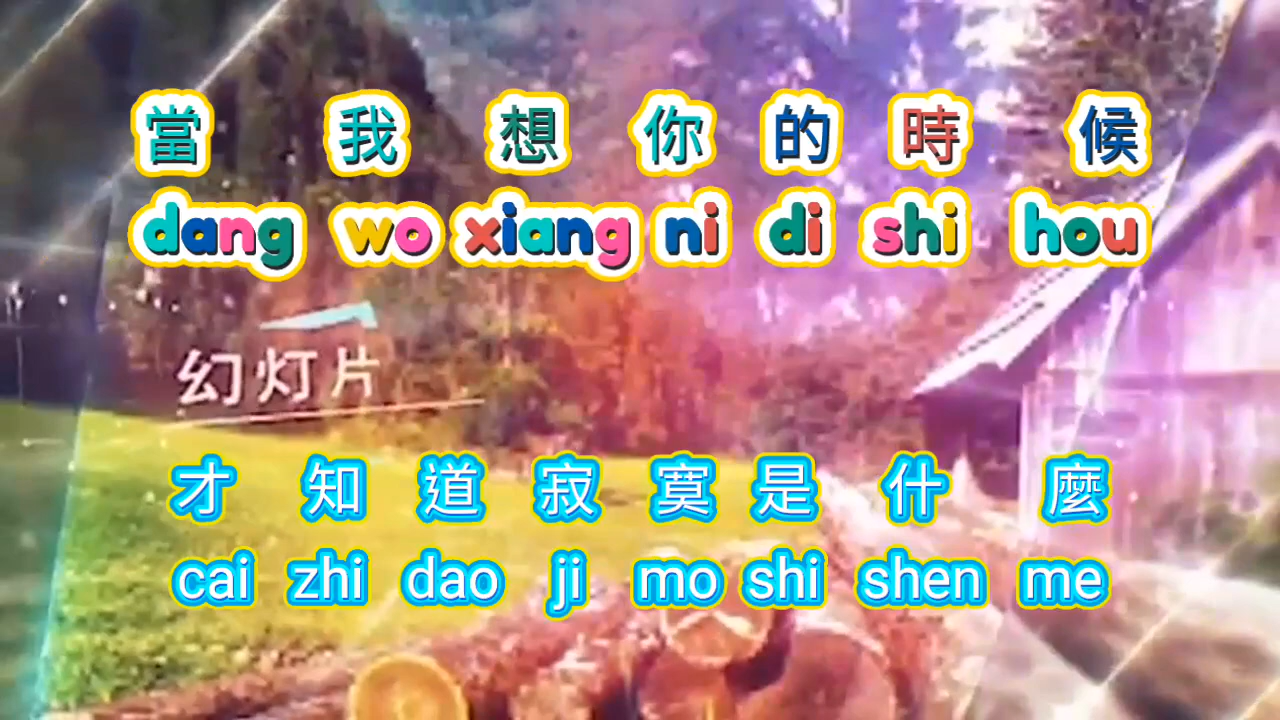 當 我 想 你 的 時 候
dang wo xiang ni di shi hou
幻灯片
才 知 道 寂 寞 是 什 麼
cai zhi dao ji mo shi shen me